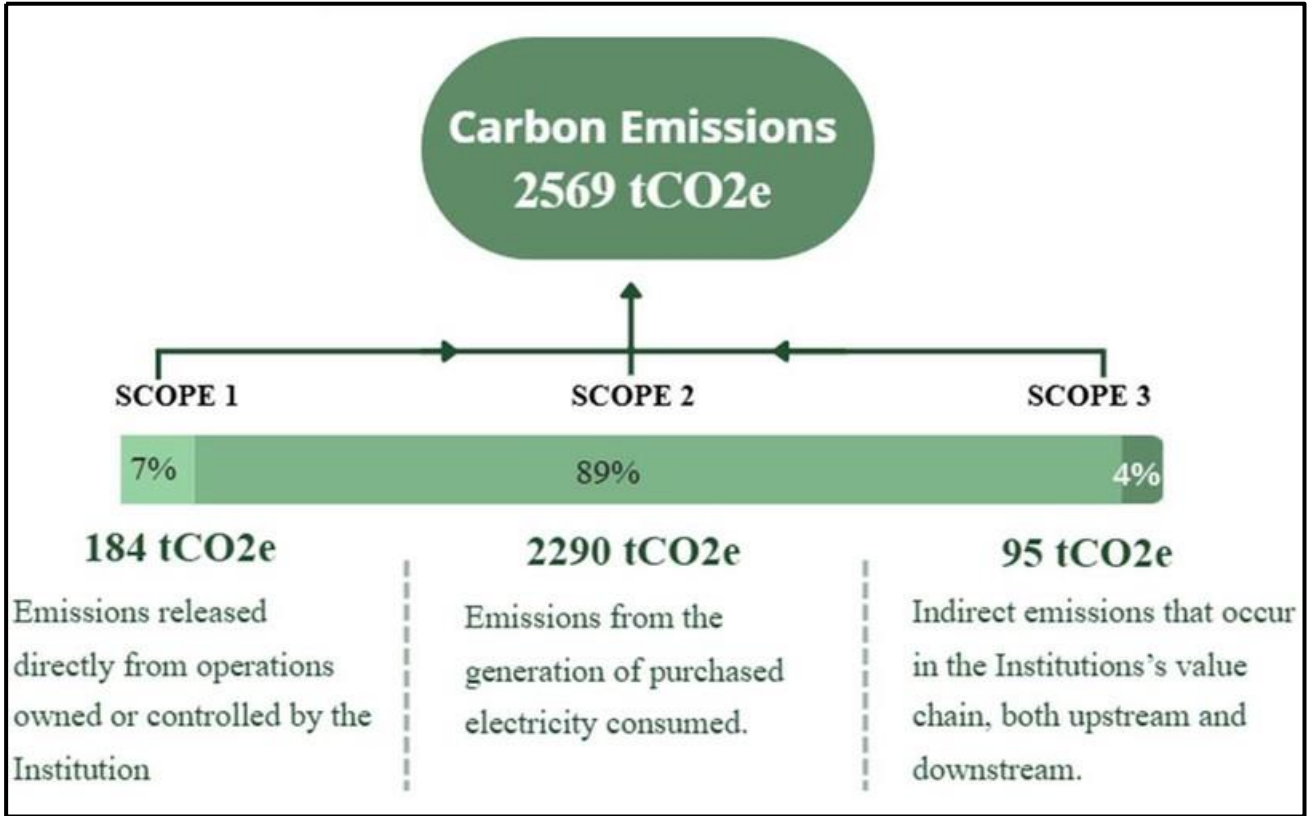 Carbon Emissions
2569 tCO2e
SCOPE 1
SCOPE 2
SCOPE 3
7%
89%
4%
184 tCO2e
Emissions released
directly from operations
owned or controlled by the
Institution
2290 tCO2e
Emissions from the
generation of purchased
electricity consumed.
95 tCO2e
Indirect emissions that occur
in the Institutions’s value
chain, both upstream and
downstream.